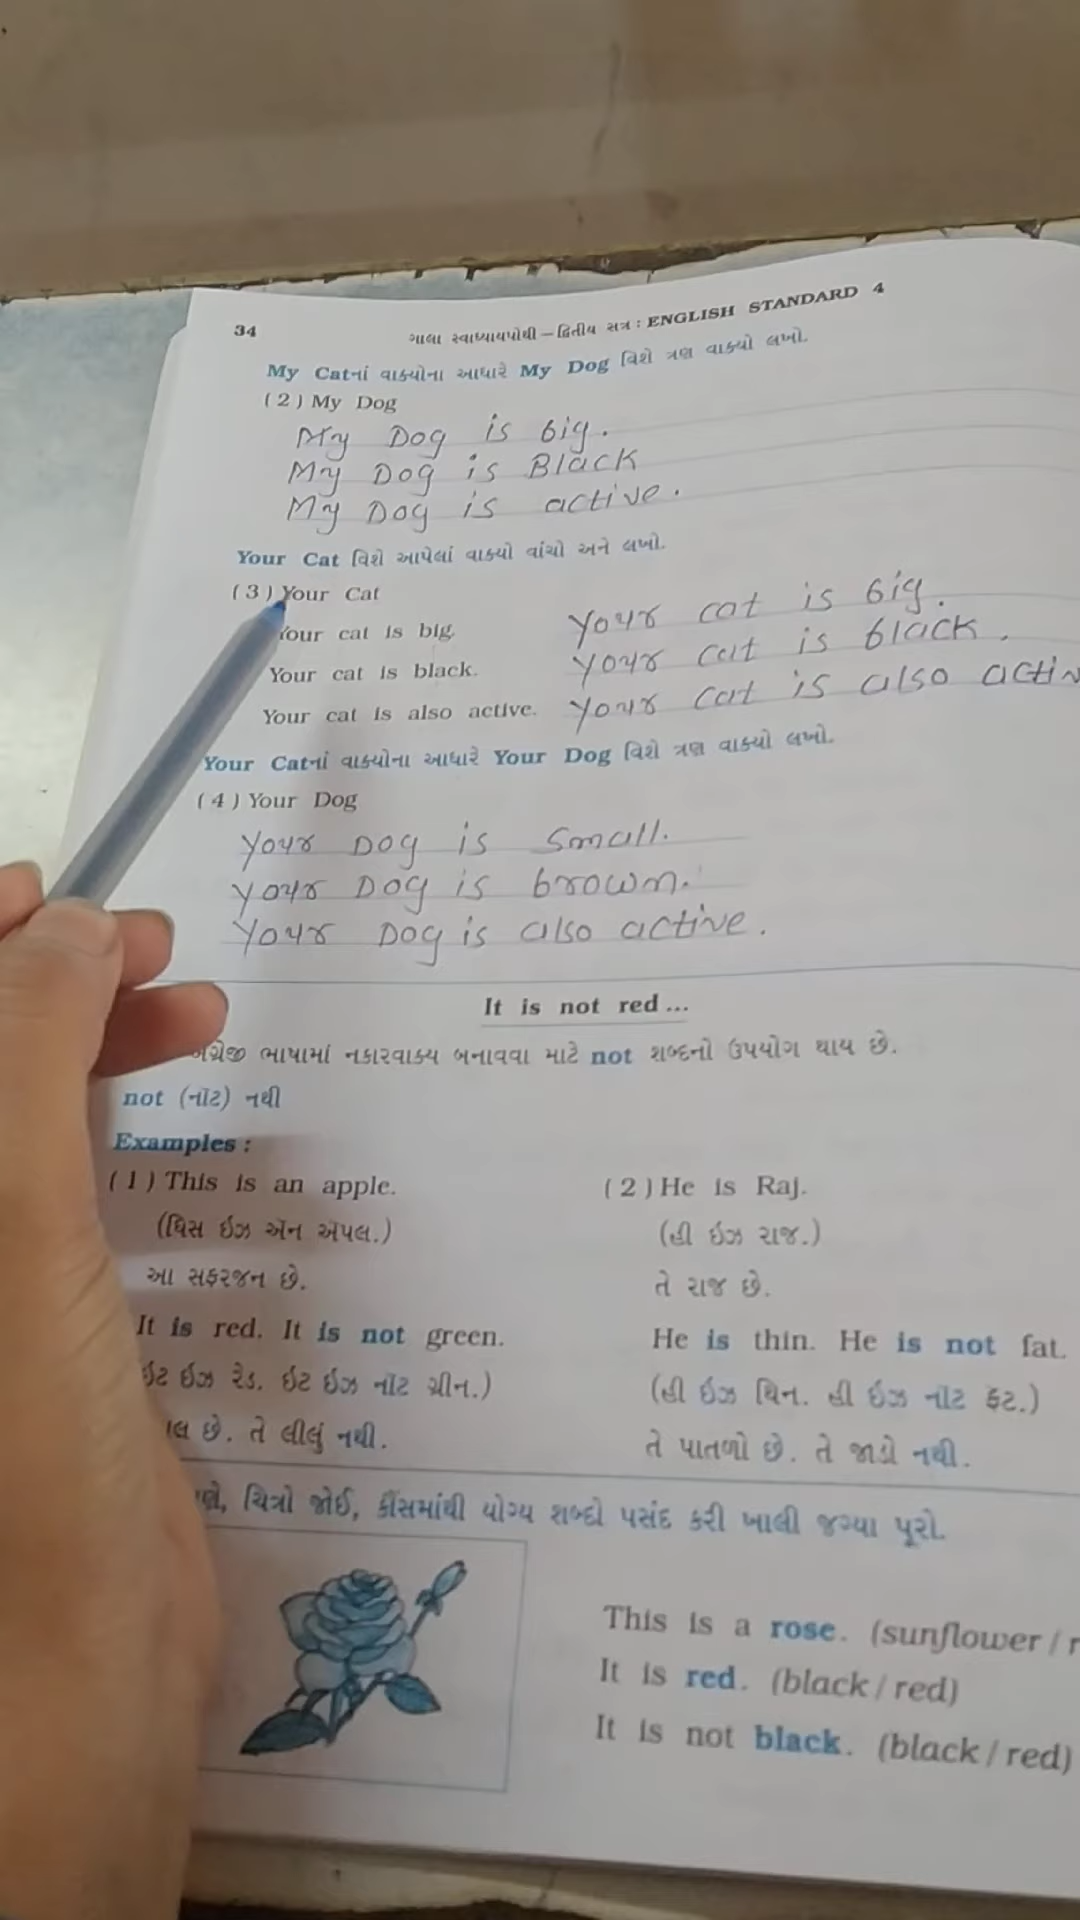 34
ગાલા સ્વાધ્યાયપોથી – દ્વિતીય સત્ર : ENGLISH STANDARD 4
My Catનાં વાક્યોના આધારે My Dog વિશે ત્રણ વાક્યો લખો.
( 2 ) My Dog
My Dog is big.
My Dog is Black
My Dog is active.
Your Cat વિશે આપેલાં વાક્યો વાંચો અને લખો.
( 3 ) Your Cat
Your cat is big. Your cat is big.
Your cat is black. Your cat is black.
Your cat is also active. Your cat is also activ
Your Catનાં વાક્યોના આધારે Your Dog વિશે ત્રણ વાક્યો લખો.
( 4 ) Your Dog
Your Dog is small.
Your Dog is brown.
Your Dog is also active.
It is not red ...
અંગ્રેજી ભાષામાં નકારવાક્ય બનાવવા માટે not શબ્દનો ઉપયોગ થાય છે.
not (નૉટ) નથી
Examples :
( 1 ) This is an apple. ( 2 ) He is Raj.
(ધિસ ઇઝ ઍન ઍપલ.) (હી ઇઝ રાજ.)
આ સફરજન છે. તે રાજ છે.
It is red. It is not green. He is thin. He is not fat.
ઇટ ઇઝ રેડ. ઇટ ઇઝ નૉટ ગ્રીન.) (હી ઇઝ થિન. હી ઇઝ નૉટ ફૅટ.)
છે. તે લીલું નથી. તે પાતળો છે. તે જાડો નથી.
ચિત્રો જોઈ, કૌંસમાંથી યોગ્ય શબ્દો પસંદ કરી ખાલી જગ્યા પૂરો.
This is a rose. (sunflower / r
It is red. (black / red)
It is not black. (black / red)